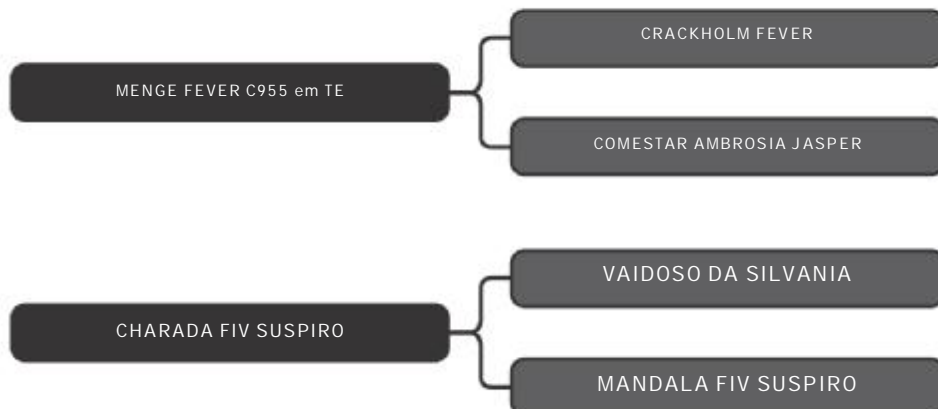 CRACKHOLM FEVER
MENGE FEVER C955 em TE
COMESTAR AMBROSIA JASPER
VAIDOSO DA SILVANIA
CHARADA FIV SUSPIRO
MANDALA FIV SUSPIRO